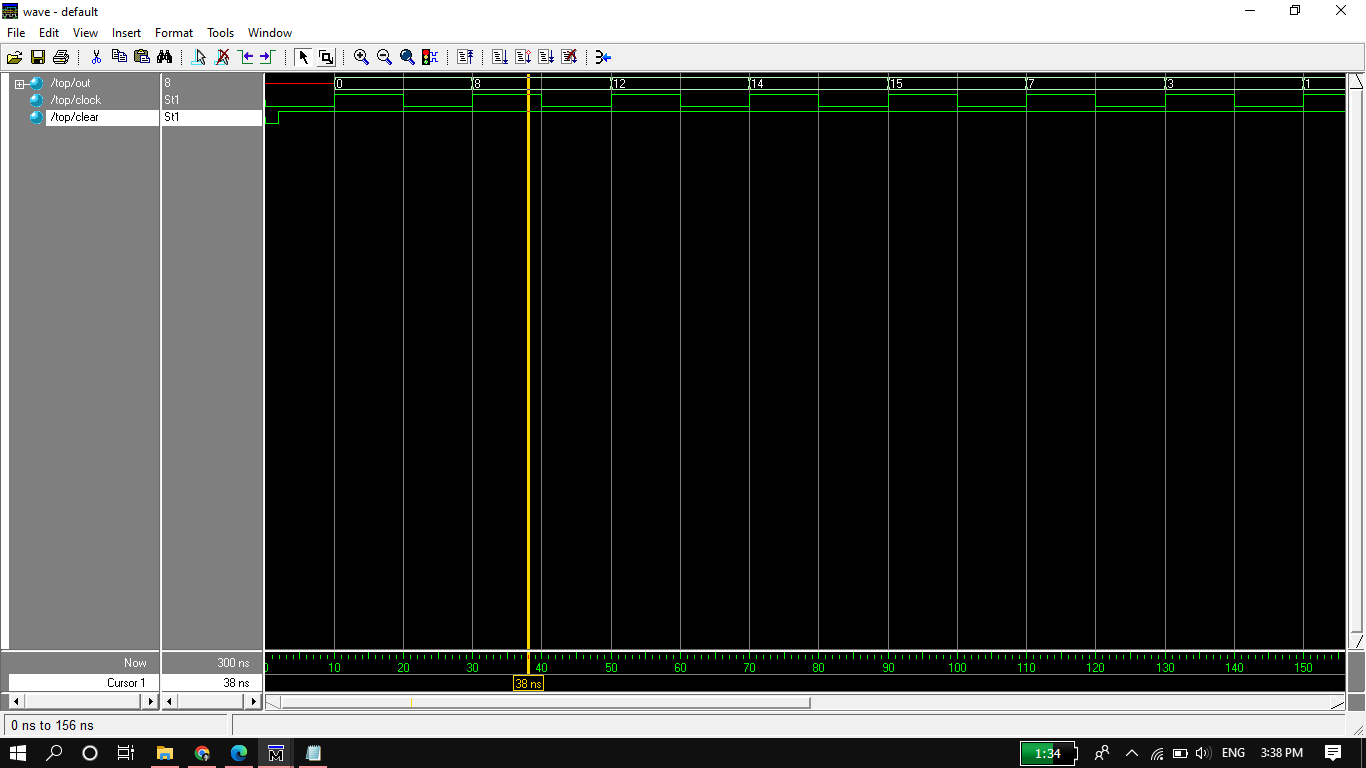 wave - default
File Edit View Insert Format Tools Window
/top/out 8 0 8 12 14 15 7 3 1
/top/clock St1
/top/clear St1
Now 300 ns 0 10 20 30 40 50 60 70 80 90 100 110 120 130 140 150
Cursor 1 38 ns 38 ns
0 ns to 156 ns
1:34 ENG 3:38 PM